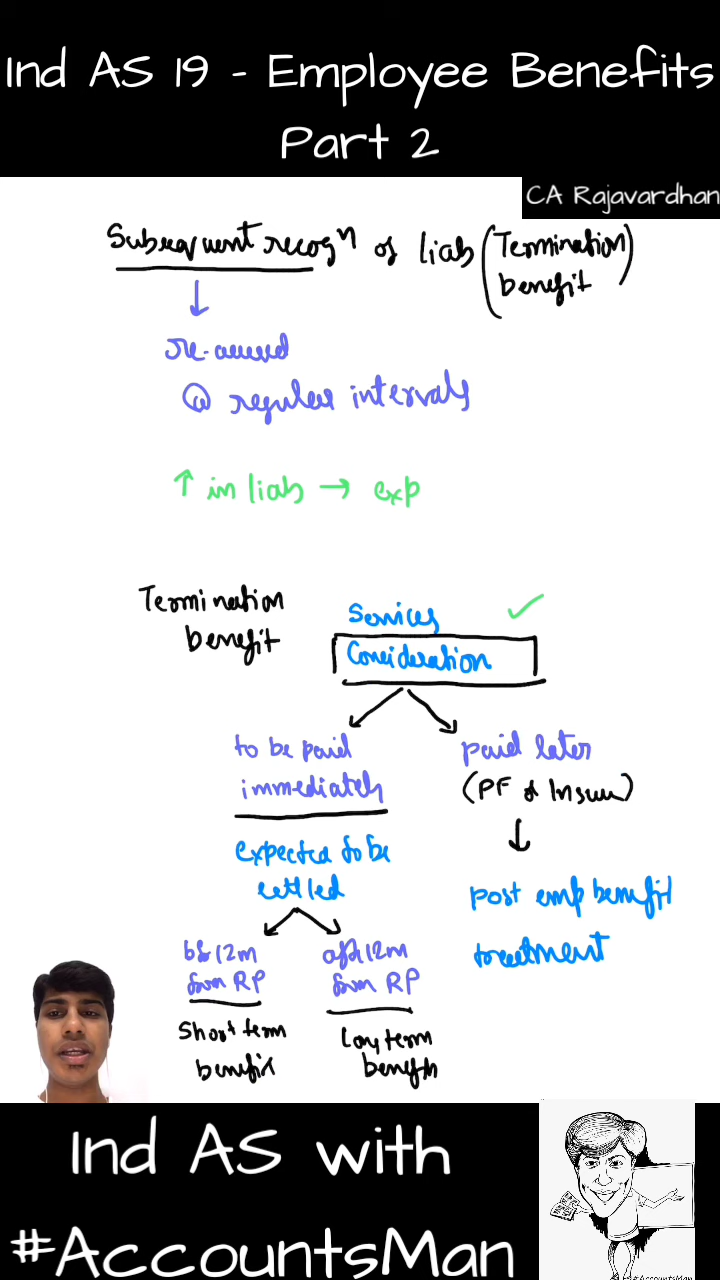 Ind AS 19 - Employee Benefits
Part 2
CA Rajavardhan
Subsequent recogⁿ of liab (Termination benefit)
re-assessed
@ regular intervals
↑ in liab → exp
Termination
benefit
Services ✓
Consideration
to be paid
immediately
expected to be
settled
bef 12m
from RP
Short term
benefit
aft 12m
from RP
Long term
benefit
paid later
(PF & Insur)
post emp benefit
treatment
Ind AS with
#AccountsMan
#AccountsMan